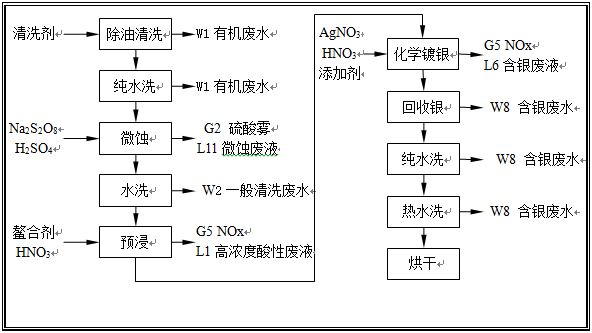 清洗剂
除油清洗
W1 有机废水
纯水洗
W1 有机废水
Na2S2O8
H2SO4
微蚀
G2 硫酸雾
L11 微蚀废液
水洗
W2 一般清洗废水
螯合剂
HNO3
预浸
G5 NOx
L1 高浓度酸性废液
AgNO3
HNO3
添加剂
化学镀银
G5 NOx
L6 含银废液
回收银
W8 含银废水
纯水洗
W8 含银废水
热水洗
W8 含银废水
烘干